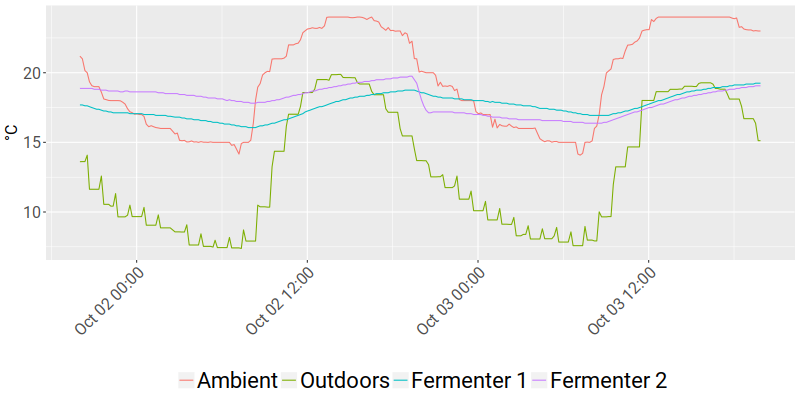 °C
20
15
10
Oct 02 00:00
Oct 02 12:00
Oct 03 00:00
Oct 03 12:00
Ambient Outdoors Fermenter 1 Fermenter 2